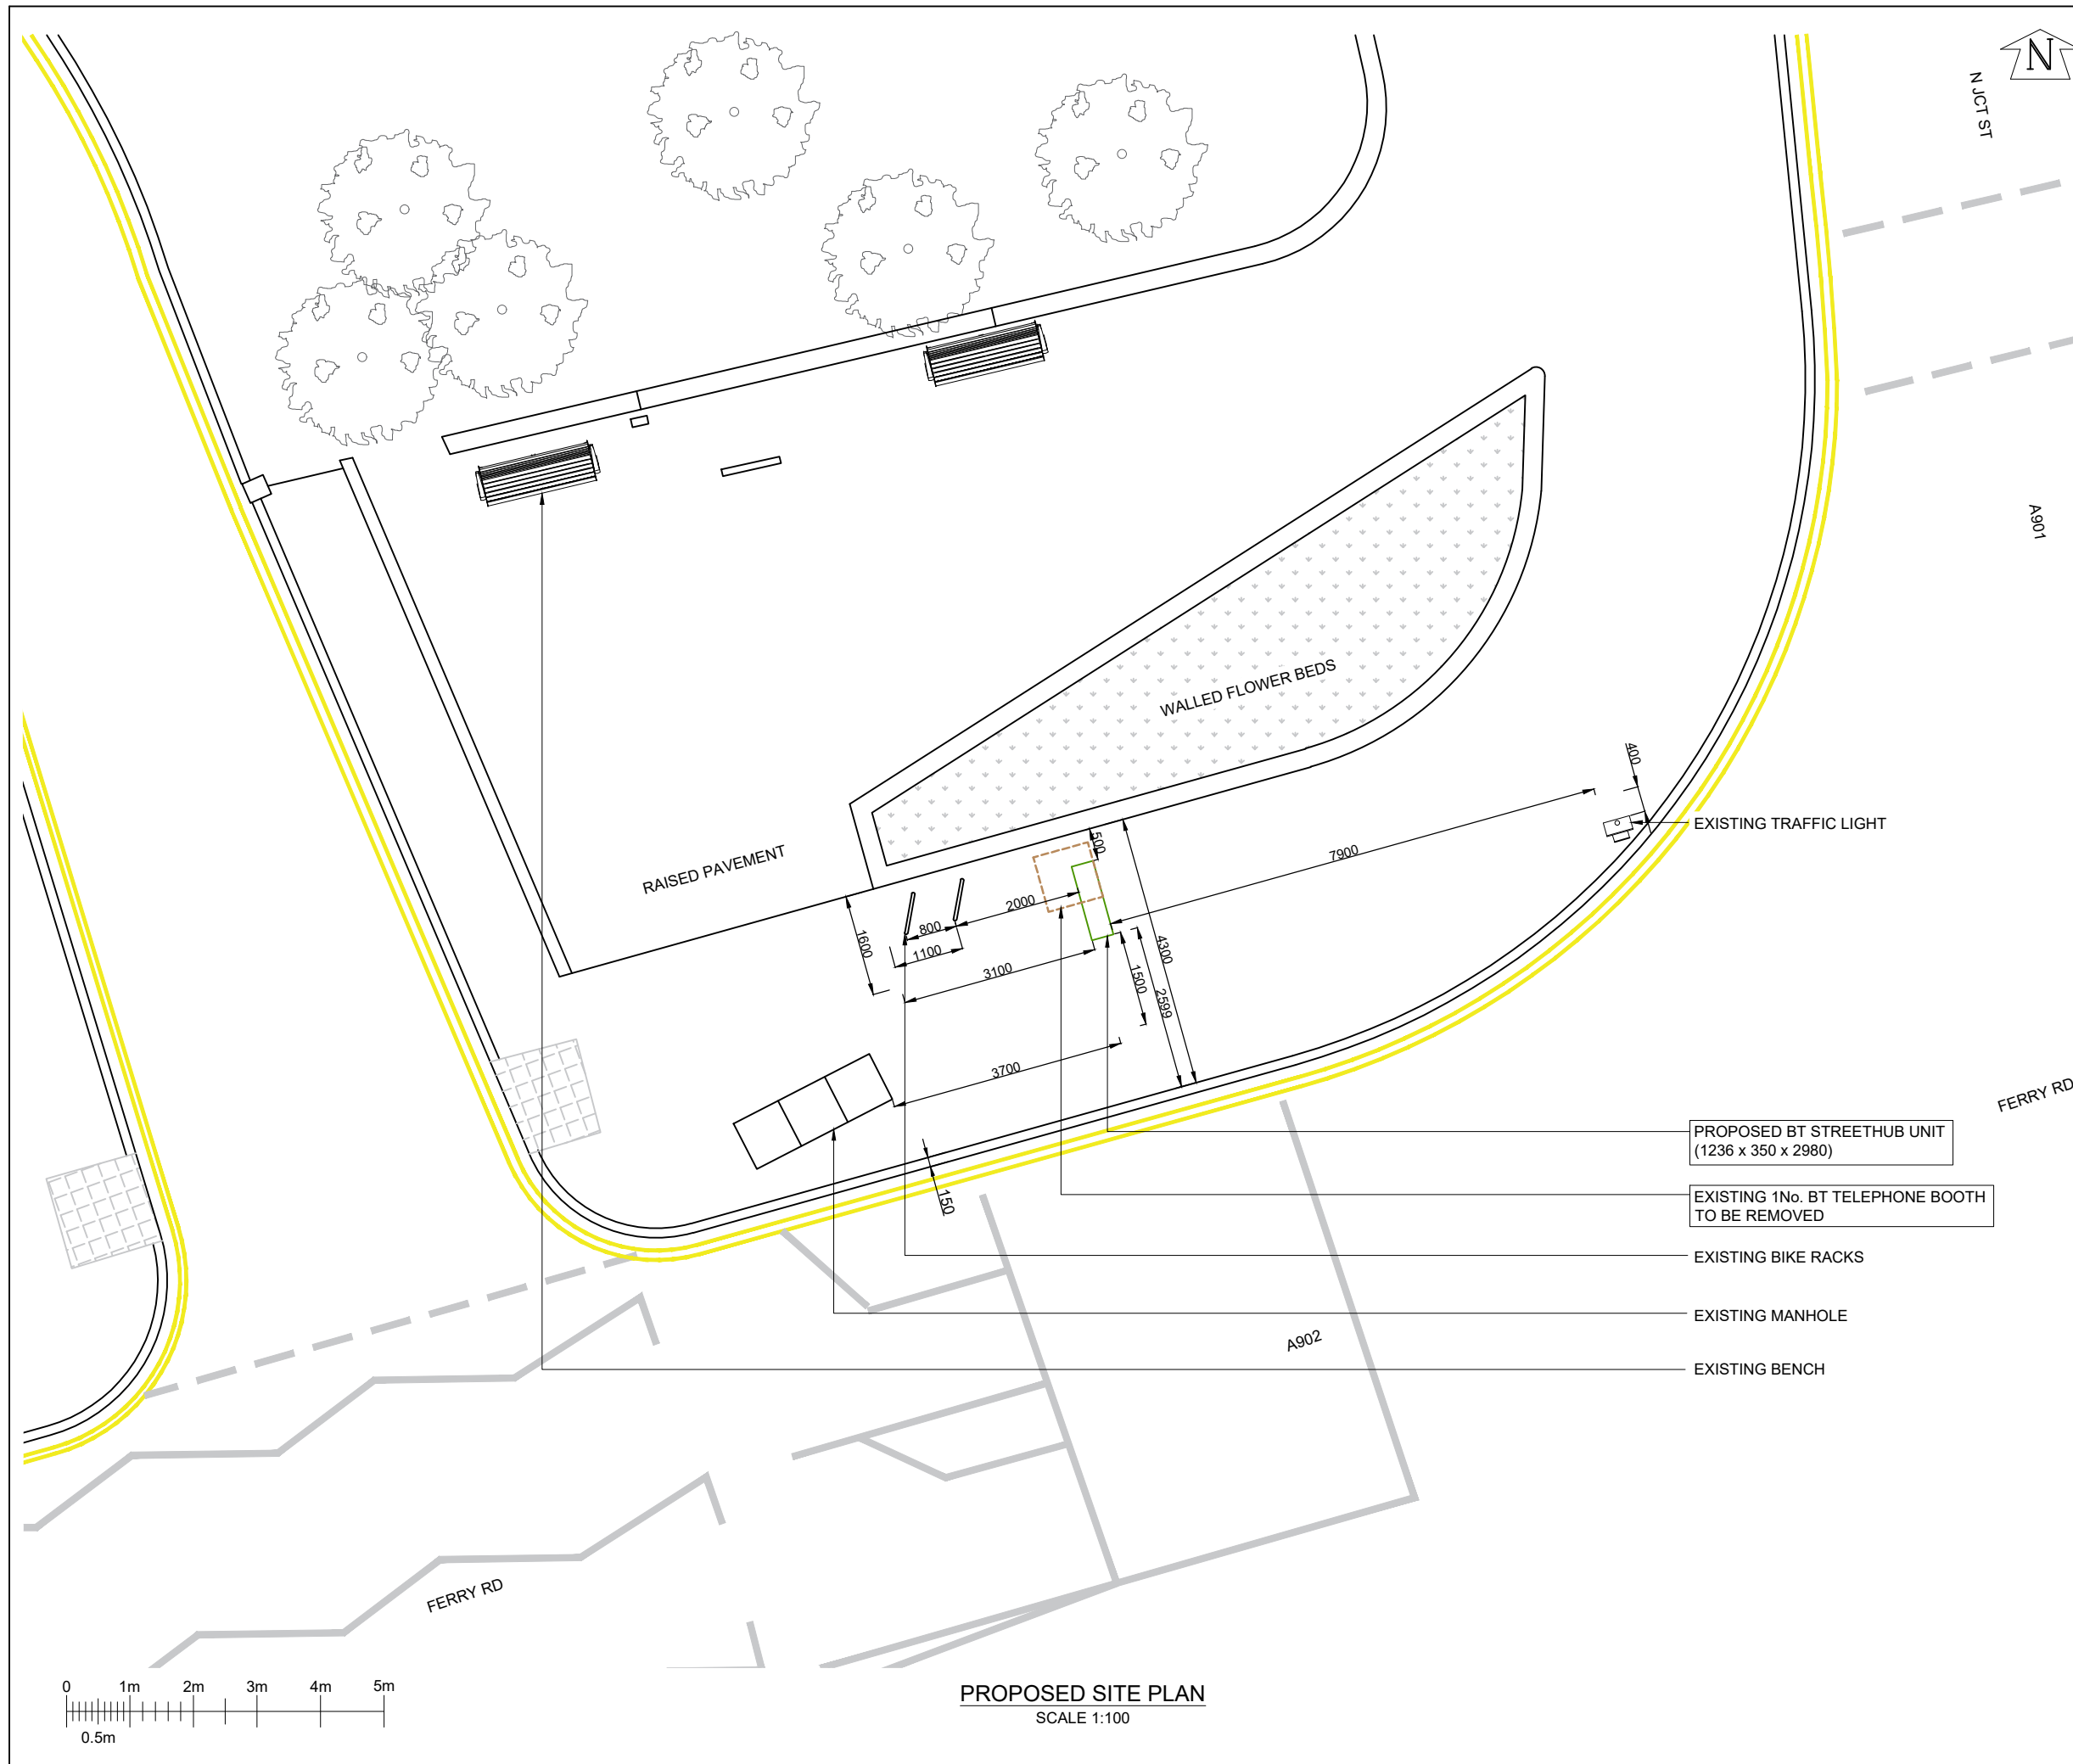 N
N JCT ST
A901
WALLED FLOWER BEDS
400
EXISTING TRAFFIC LIGHT
RAISED PAVEMENT
500
7900
2000
800
1600
1100
4300
3100
1500
2599
3700
FERRY RD
PROPOSED BT STREETHUB UNIT
(1236 x 350 x 2980)
150
EXISTING 1No. BT TELEPHONE BOOTH
TO BE REMOVED
EXISTING BIKE RACKS
EXISTING MANHOLE
A902
EXISTING BENCH
FERRY RD
0 1m 2m 3m 4m 5m
0.5m
PROPOSED SITE PLAN
SCALE 1:100